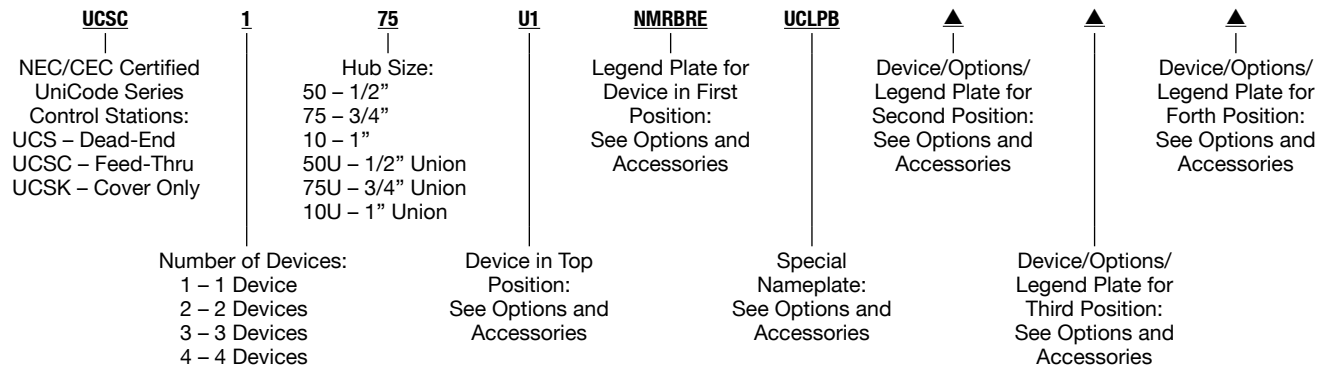 UCSC 1 75 U1 NMRBRE UCLPB ▲ ▲ ▲
NEC/CEC Certified
UniCode Series
Control Stations:
UCS – Dead-End
UCSC – Feed-Thru
UCSK – Cover Only
Hub Size:
50 – 1/2”
75 – 3/4”
10 – 1”
50U – 1/2” Union
75U – 3/4” Union
10U – 1” Union
Legend Plate for
Device in First
Position:
See Options and
Accessories
Device/Options/
Legend Plate for
Second Position:
See Options and
Accessories
Device/Options/
Legend Plate for
Forth Position:
See Options and
Accessories
Number of Devices:
1 – 1 Device
2 – 2 Devices
3 – 3 Devices
4 – 4 Devices
Device in Top
Position:
See Options and
Accessories
Special
Nameplate:
See Options and
Accessories
Device/Options/
Legend Plate for
Third Position:
See Options and
Accessories